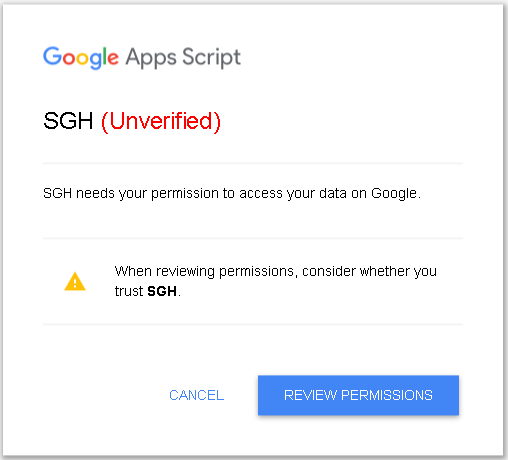 Google Apps Script
SGH (Unverified)
SGH needs your permission to access your data on Google.
When reviewing permissions, consider whether you
trust SGH.
CANCEL
REVIEW PERMISSIONS